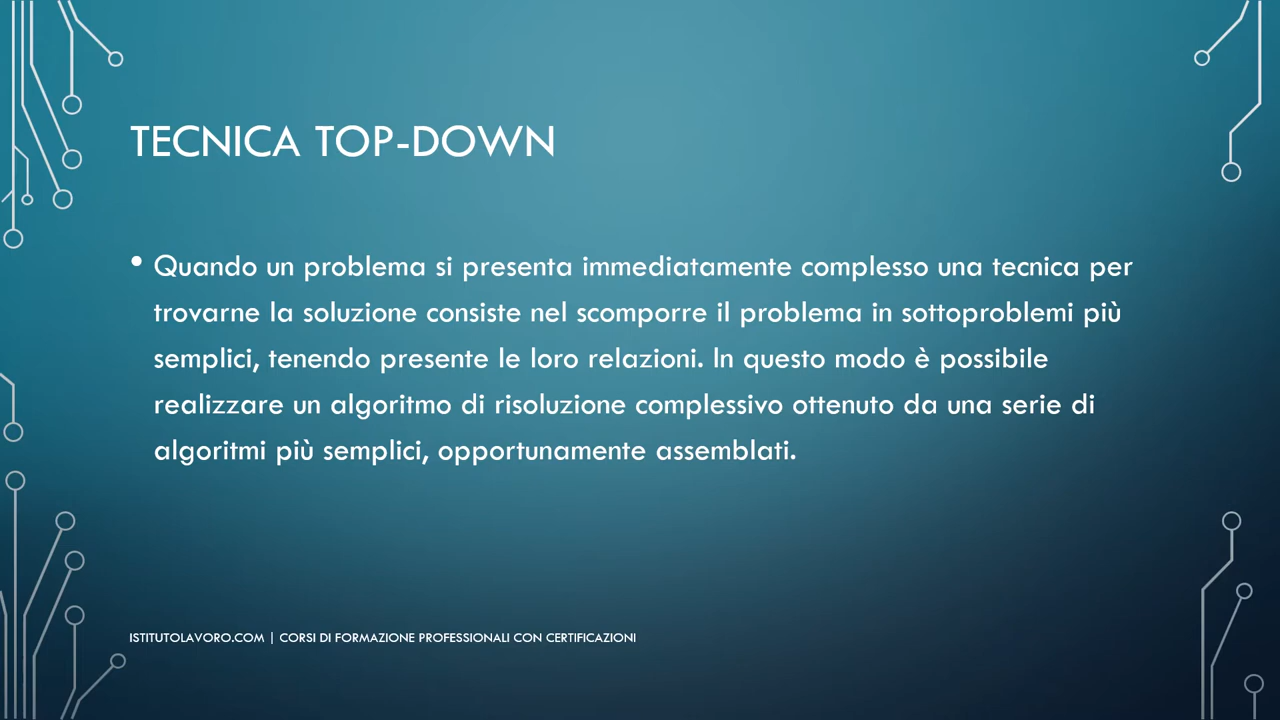 TECNICA TOP-DOWN
• Quando un problema si presenta immediatamente complesso una tecnica per
trovarne la soluzione consiste nel scomporre il problema in sottoproblemi più
semplici, tenendo presente le loro relazioni. In questo modo è possibile
realizzare un algoritmo di risoluzione complessivo ottenuto da una serie di
algoritmi più semplici, opportunamente assemblati.
ISTITUTOLAVORO.COM | CORSI DI FORMAZIONE PROFESSIONALI CON CERTIFICAZIONI